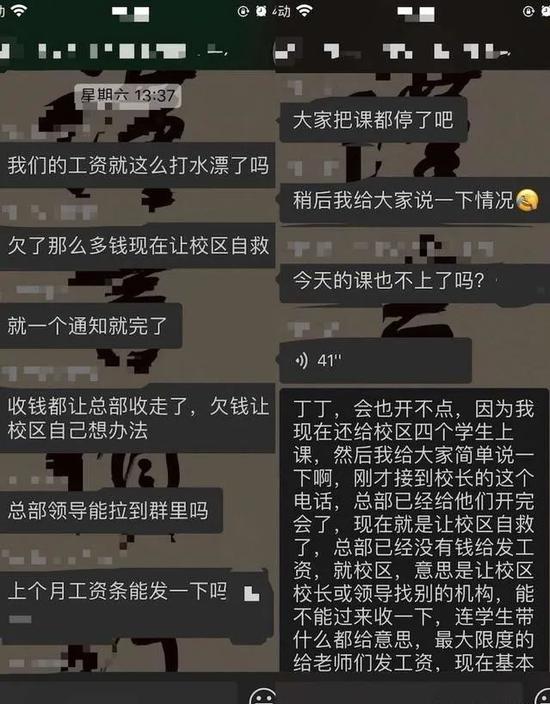 动
星期六 13:37
我们的工资就这么打水漂了吗
欠了那么多钱现在让校区自救
就一个通知就完了
收钱都让总部收走了，欠钱让
校区自己想办法
总部领导能拉到群里吗
上个月工资条能发一下吗
动
大家把课都停了吧
稍后我给大家说一下情况
今天的课也不上了吗？
41''
丁丁，会也开不点，因为我
现在还给校区四个学生上
课，然后我给大家简单说一
下啊，刚才接到校长的这个
电话，总部已经给他们开完
会了，现在就是让校区自救
了，总部已经没有钱给发工
资，就校区，意思是让校区
校长或领导找别的机构，能
不能过来收一下，连学生带
什么都给意思，最大限度的
给老师们发工资，现在基本